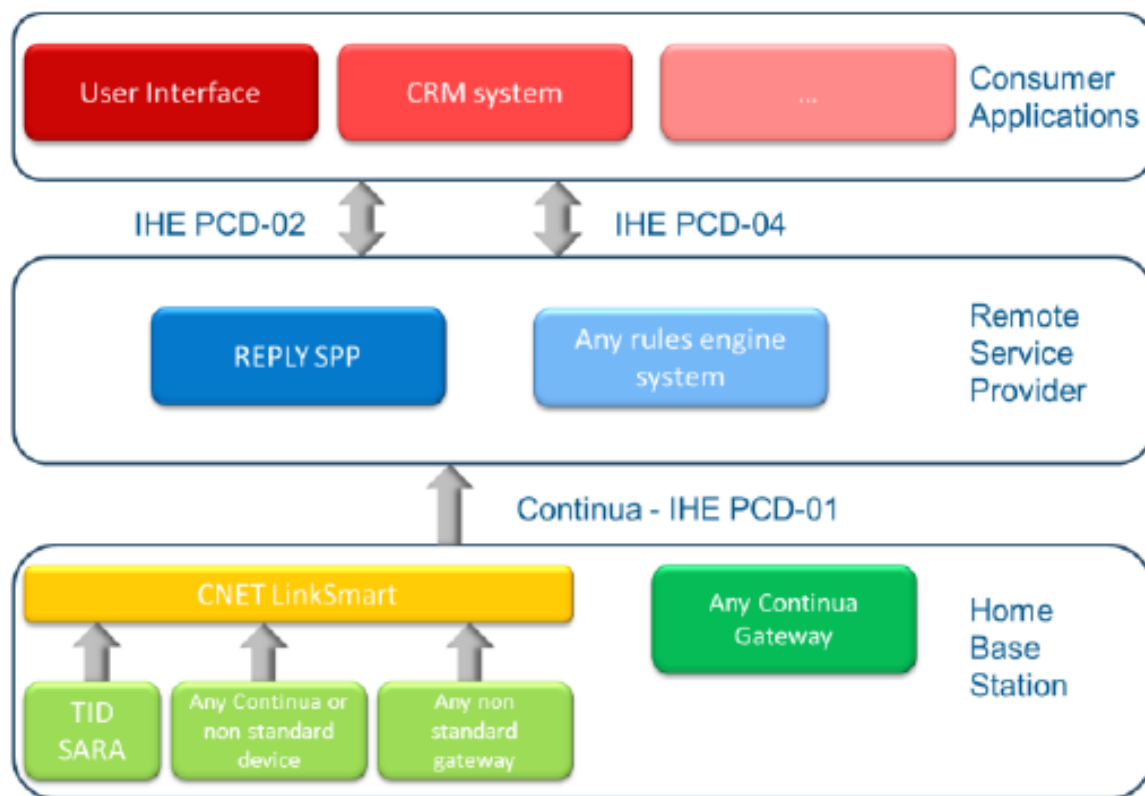 User Interface
CRM system
...
Consumer
Applications
IHE PCD-02
IHE PCD-04
REPLY SPP
Any rules engine
system
Remote
Service
Provider
Continua - IHE PCD-01
CNET LinkSmart
Any Continua
Gateway
Home
Base
Station
TID
SARA
Any Continua or
non standard
device
Any non
standard
gateway